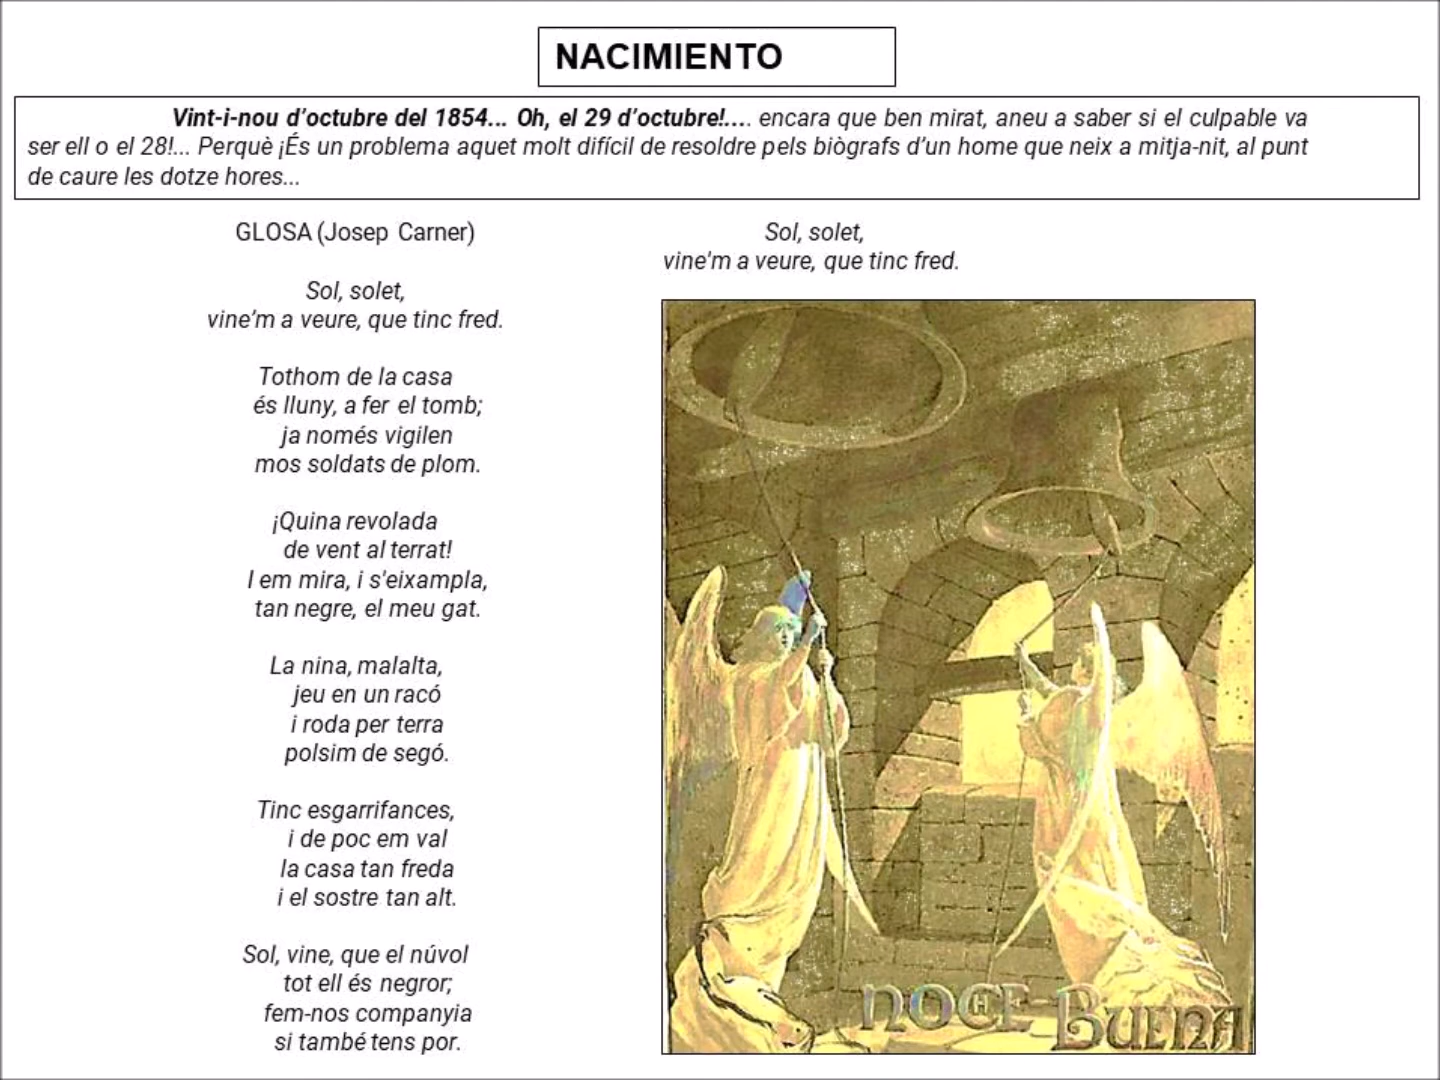 NACIMIENTO
Vint-i-nou d’octubre del 1854... Oh, el 29 d’octubre!.... encara que ben mirat, aneu a saber si el culpable va
ser ell o el 28!... Perquè ¡És un problema aquet molt difícil de resoldre pels biògrafs d’un home que neix a mitja-nit, al punt
de caure les dotze hores...
GLOSA (Josep Carner)
Sol, solet,
vine’m a veure, que tinc fred.
Tothom de la casa
és lluny, a fer el tomb;
ja només vigilen
mos soldats de plom.
¡Quina revolada
de vent al terrat!
I em mira, i s'eixampla,
tan negre, el meu gat.
La nina, malalta,
jeu en un racó
i roda per terra
polsim de segó.
Tinc esgarrifances,
i de poc em val
la casa tan freda
i el sostre tan alt.
Sol, vine, que el núvol
tot ell és negror;
fem-nos companyia
si també tens por.
Sol, solet,
vine'm a veure, que tinc fred.
NOCHE-BUENA